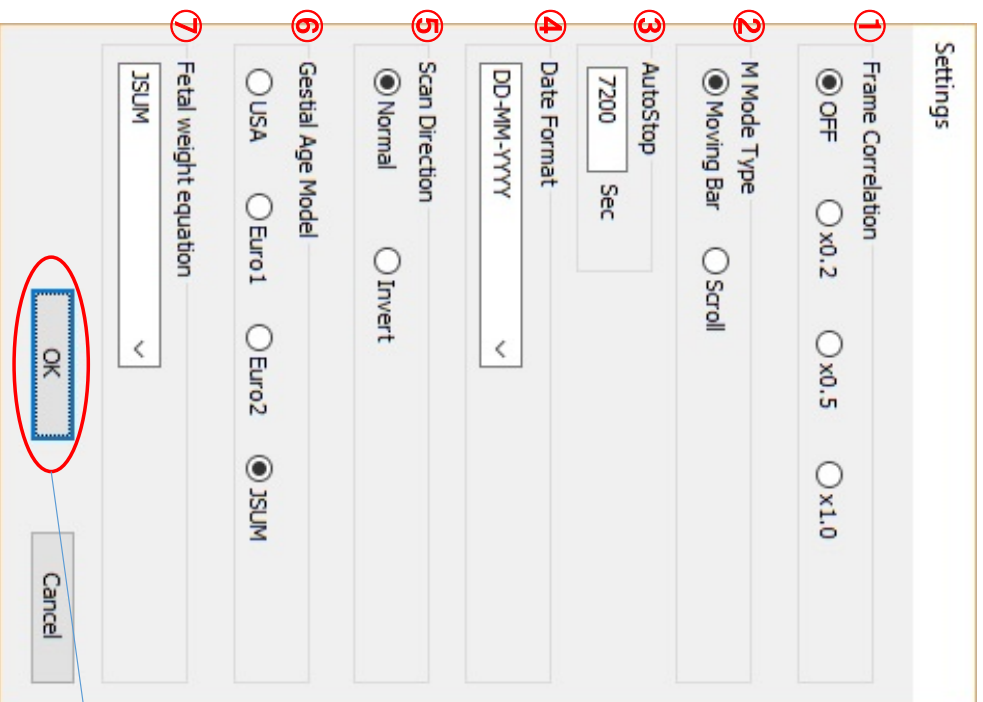 Settings
① Frame Correlation
OFF x0.2 x0.5 x1.0
② M Mode Type
Moving Bar Scroll
③ AutoStop
7200 Sec
④ Date Format
DD-MM-YYYY
⑤ Scan Direction
Normal Invert
⑥ Gestial Age Model
USA Euro1 Euro2 JSUM
⑦ Fetal weight equation
JSUM
OK Cancel